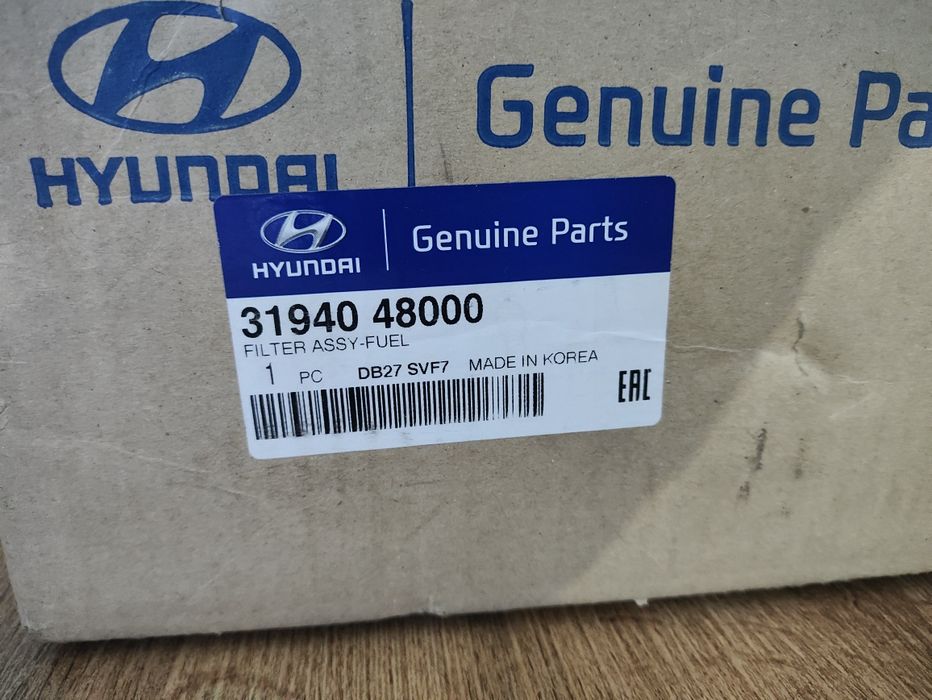 HYUNDAI
Genuine Pa
HYUNDAI
Genuine Parts
31940 48000
FILTER ASSY-FUEL
1 PC DB27 SVF7 MADE IN KOREA
EAC